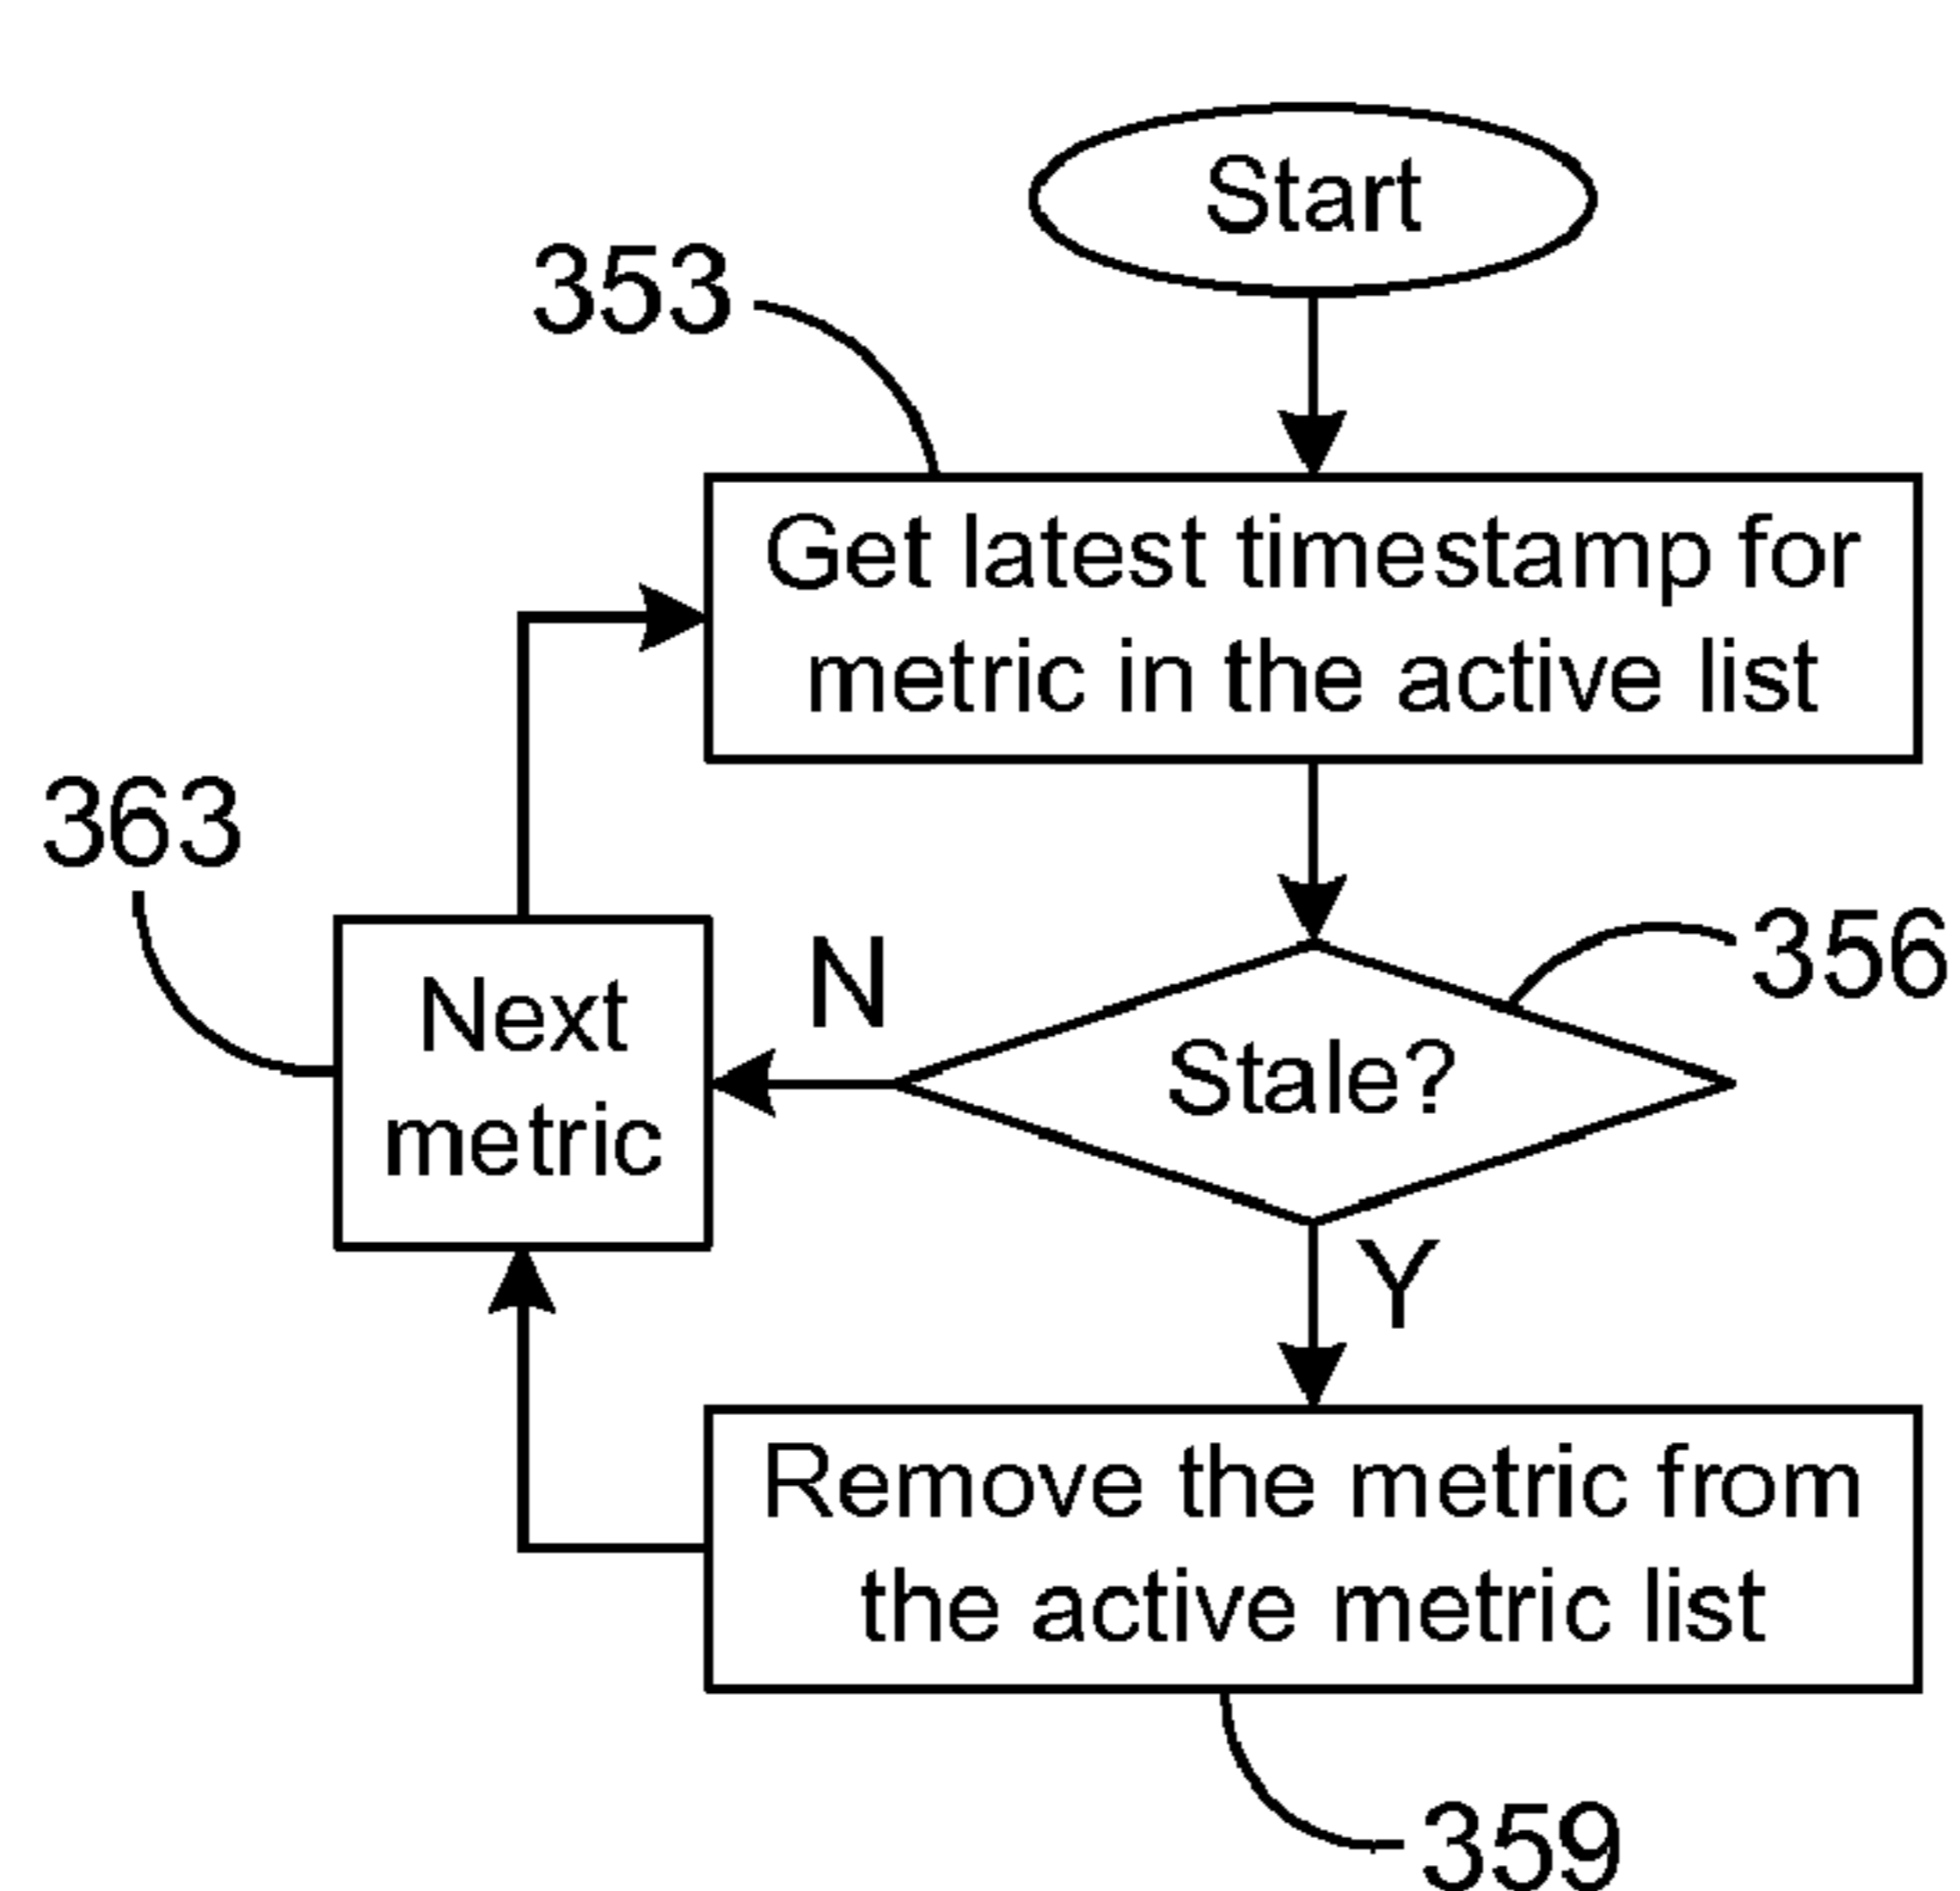 Start
353
Get latest timestamp for
metric in the active list
363
356
N
Next
metric
Stale?
Y
Remove the metric from
the active metric list
359